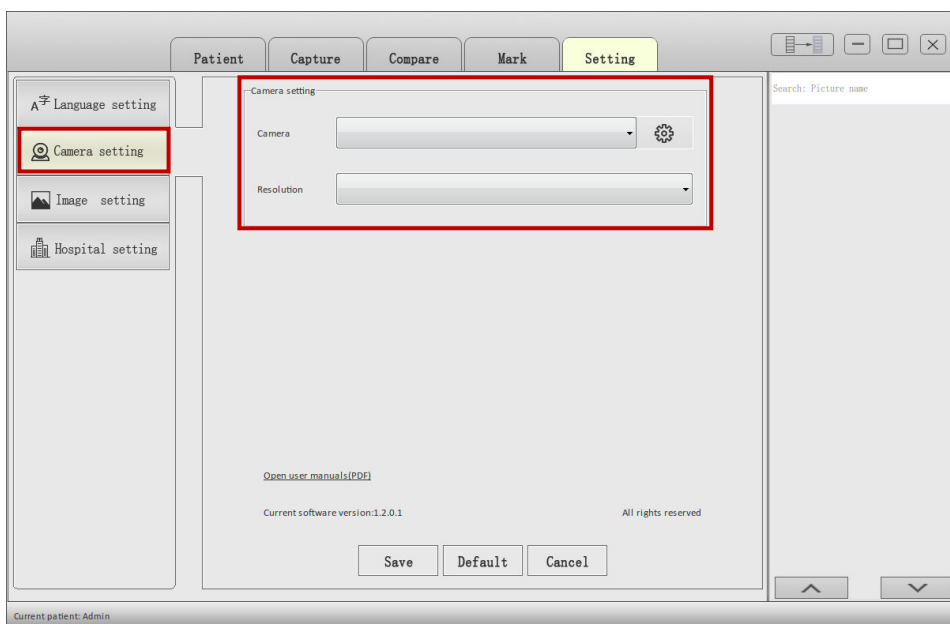 Patient
Capture
Compare
Mark
Setting
A字 Language setting
Camera setting
Image setting
Hospital setting
Camera setting
Camera
Resolution
Open user manuals(PDF)
Current software version:1.2.0.1
All rights reserved
Save
Default
Cancel
Search: Picture name
Current patient: Admin